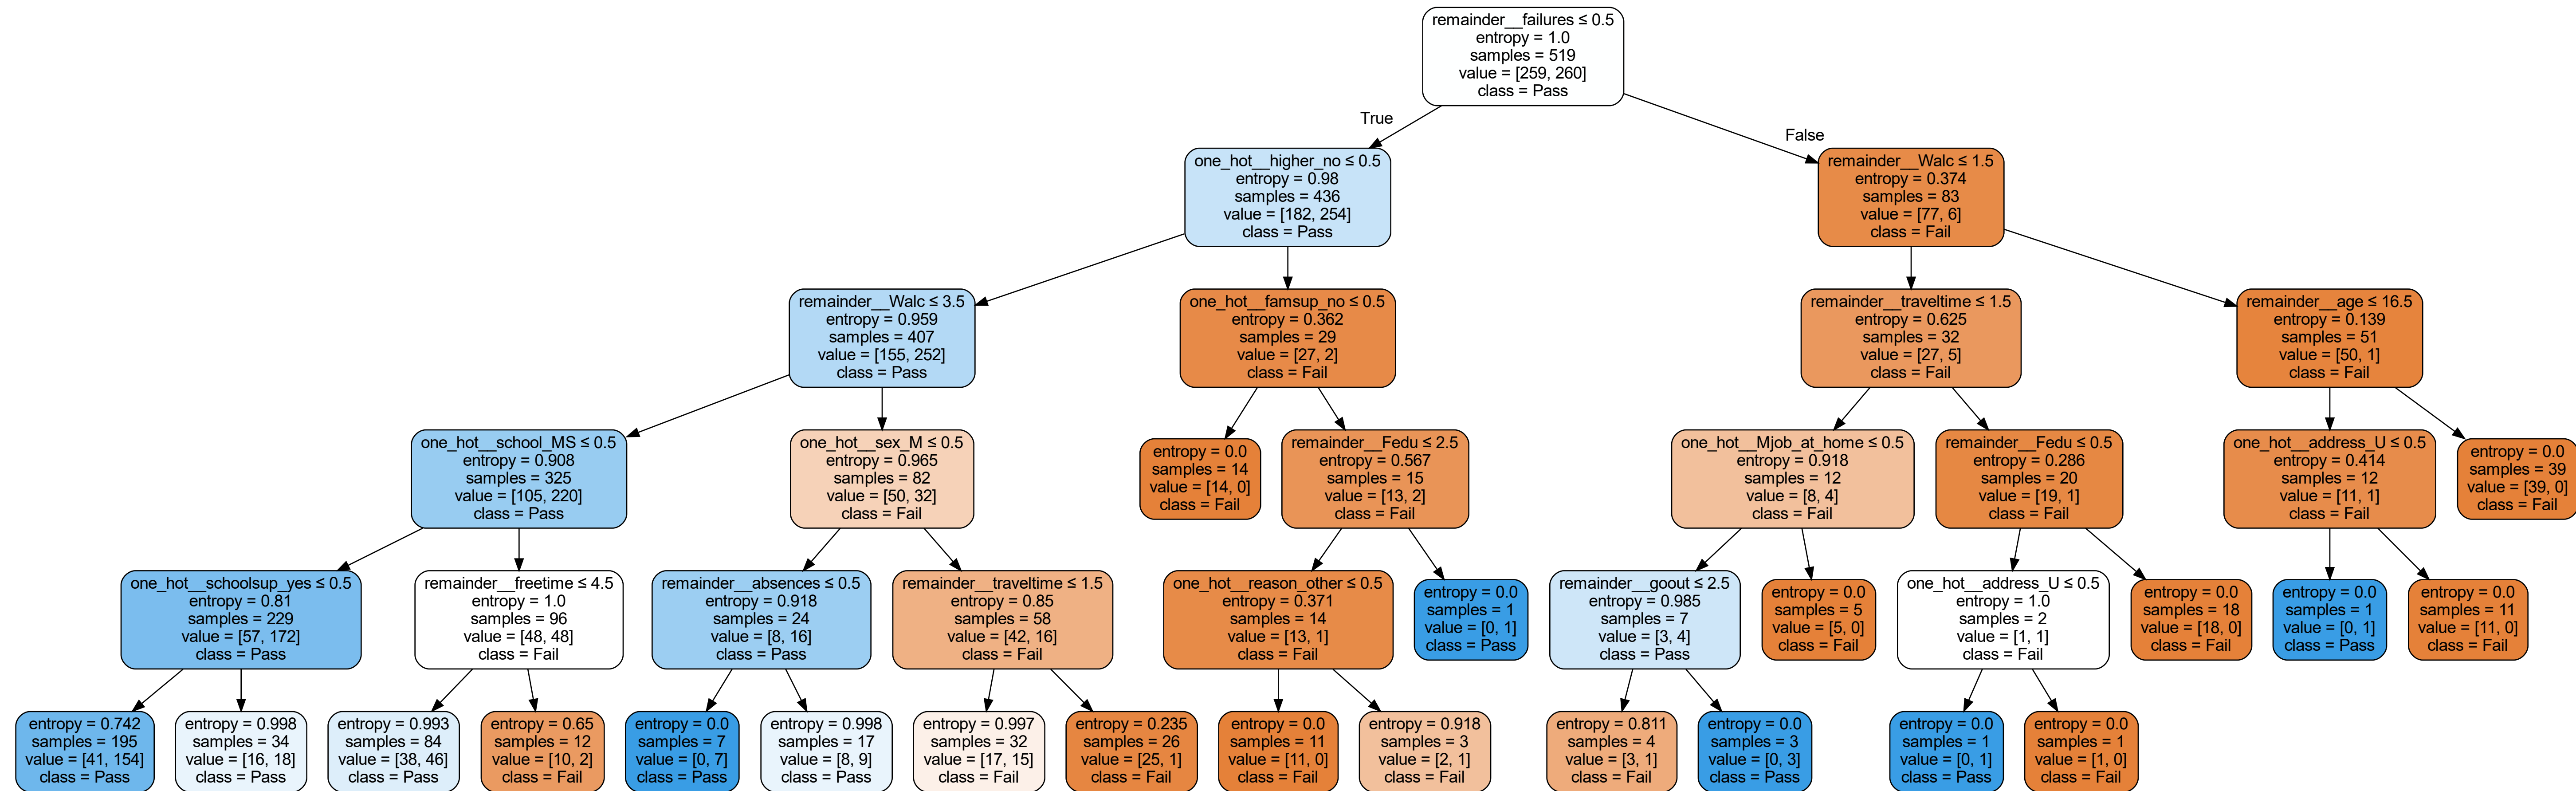 remainder__failures ≤ 0.5
entropy = 1.0
samples = 519
value = [259, 260]
class = Pass
True
False
one_hot__higher_no ≤ 0.5
entropy = 0.98
samples = 436
value = [182, 254]
class = Pass
remainder__Walc ≤ 1.5
entropy = 0.374
samples = 83
value = [77, 6]
class = Fail
remainder__Walc ≤ 3.5
entropy = 0.959
samples = 407
value = [155, 252]
class = Pass
one_hot__famsup_no ≤ 0.5
entropy = 0.362
samples = 29
value = [27, 2]
class = Fail
remainder__traveltime ≤ 1.5
entropy = 0.625
samples = 32
value = [27, 5]
class = Fail
remainder__age ≤ 16.5
entropy = 0.139
samples = 51
value = [50, 1]
class = Fail
one_hot__school_MS ≤ 0.5
entropy = 0.908
samples = 325
value = [105, 220]
class = Pass
one_hot__sex_M ≤ 0.5
entropy = 0.965
samples = 82
value = [50, 32]
class = Fail
entropy = 0.0
samples = 14
value = [14, 0]
class = Fail
remainder__Fedu ≤ 2.5
entropy = 0.567
samples = 15
value = [13, 2]
class = Fail
one_hot__Mjob_at_home ≤ 0.5
entropy = 0.918
samples = 12
value = [8, 4]
class = Fail
remainder__Fedu ≤ 0.5
entropy = 0.286
samples = 20
value = [19, 1]
class = Fail
one_hot__address_U ≤ 0.5
entropy = 0.414
samples = 12
value = [11, 1]
class = Fail
entropy = 0.0
samples = 39
value = [39, 0]
class = Fail
one_hot__schoolsup_yes ≤ 0.5
entropy = 0.81
samples = 229
value = [57, 172]
class = Pass
remainder__freetime ≤ 4.5
entropy = 1.0
samples = 96
value = [48, 48]
class = Fail
remainder__absences ≤ 0.5
entropy = 0.918
samples = 24
value = [8, 16]
class = Pass
remainder__traveltime ≤ 1.5
entropy = 0.85
samples = 58
value = [42, 16]
class = Fail
one_hot__reason_other ≤ 0.5
entropy = 0.371
samples = 14
value = [13, 1]
class = Fail
entropy = 0.0
samples = 1
value = [0, 1]
class = Pass
remainder__goout ≤ 2.5
entropy = 0.985
samples = 7
value = [3, 4]
class = Pass
entropy = 0.0
samples = 5
value = [5, 0]
class = Fail
one_hot__address_U ≤ 0.5
entropy = 1.0
samples = 2
value = [1, 1]
class = Fail
entropy = 0.0
samples = 18
value = [18, 0]
class = Fail
entropy = 0.0
samples = 1
value = [0, 1]
class = Pass
entropy = 0.0
samples = 11
value = [11, 0]
class = Fail
entropy = 0.742
samples = 195
value = [41, 154]
class = Pass
entropy = 0.998
samples = 34
value = [16, 18]
class = Pass
entropy = 0.993
samples = 84
value = [38, 46]
class = Pass
entropy = 0.65
samples = 12
value = [10, 2]
class = Fail
entropy = 0.0
samples = 7
value = [0, 7]
class = Pass
entropy = 0.998
samples = 17
value = [8, 9]
class = Pass
entropy = 0.997
samples = 32
value = [17, 15]
class = Fail
entropy = 0.235
samples = 26
value = [25, 1]
class = Fail
entropy = 0.0
samples = 11
value = [11, 0]
class = Fail
entropy = 0.918
samples = 3
value = [2, 1]
class = Fail
entropy = 0.811
samples = 4
value = [3, 1]
class = Fail
entropy = 0.0
samples = 3
value = [0, 3]
class = Pass
entropy = 0.0
samples = 1
value = [0, 1]
class = Pass
entropy = 0.0
samples = 1
value = [1, 0]
class = Fail